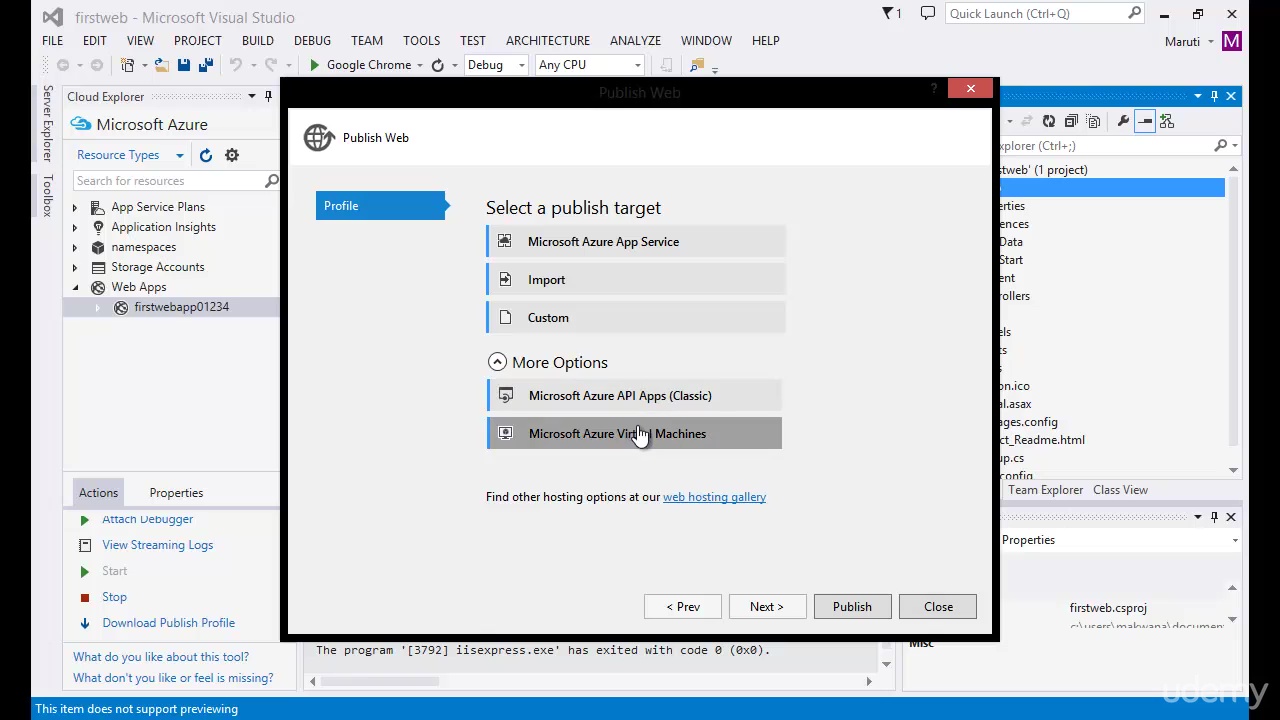 firstweb - Microsoft Visual Studio
1
Quick Launch (Ctrl+Q)
FILE EDIT VIEW PROJECT BUILD DEBUG TEAM TOOLS TEST ARCHITECTURE ANALYZE WINDOW HELP
Maruti M
Google Chrome Debug Any CPU
Server Explorer
Toolbox
Cloud Explorer
Microsoft Azure
Resource Types
Search for resources
App Service Plans
Application Insights
namespaces
Storage Accounts
Web Apps
firstwebapp01234
Actions Properties
Attach Debugger
View Streaming Logs
Start
Stop
Download Publish Profile
What do you like about this tool?
What don't you like or feel is missing?
Publish Web
?
Publish Web
Profile
Select a publish target
Microsoft Azure App Service
Import
Custom
More Options
Microsoft Azure API Apps (Classic)
Microsoft Azure Machines
Find other hosting options at our web hosting gallery
< Prev Next > Publish Close
The program '[3792] iisexpress.exe' has exited with code 0 (0x0).
xplorer (Ctrl+;)
stweb' (1 project)
erties
ences
Data
Start
ent
rollers
els
ts
on.ico
al.asax
ages.config
ct_Readme.html
up.cs
config
Team Explorer Class View
Properties
firstweb.csproj
Misc
udemy
This item does not support previewing